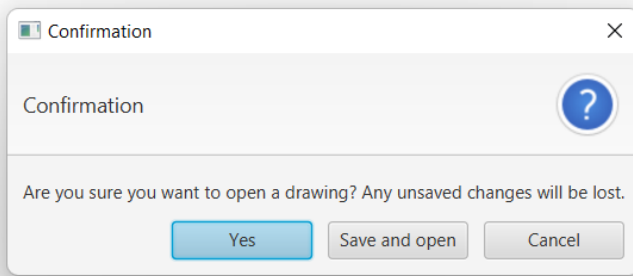 Confirmation
Confirmation
?
Are you sure you want to open a drawing? Any unsaved changes will be lost.
Yes
Save and open
Cancel